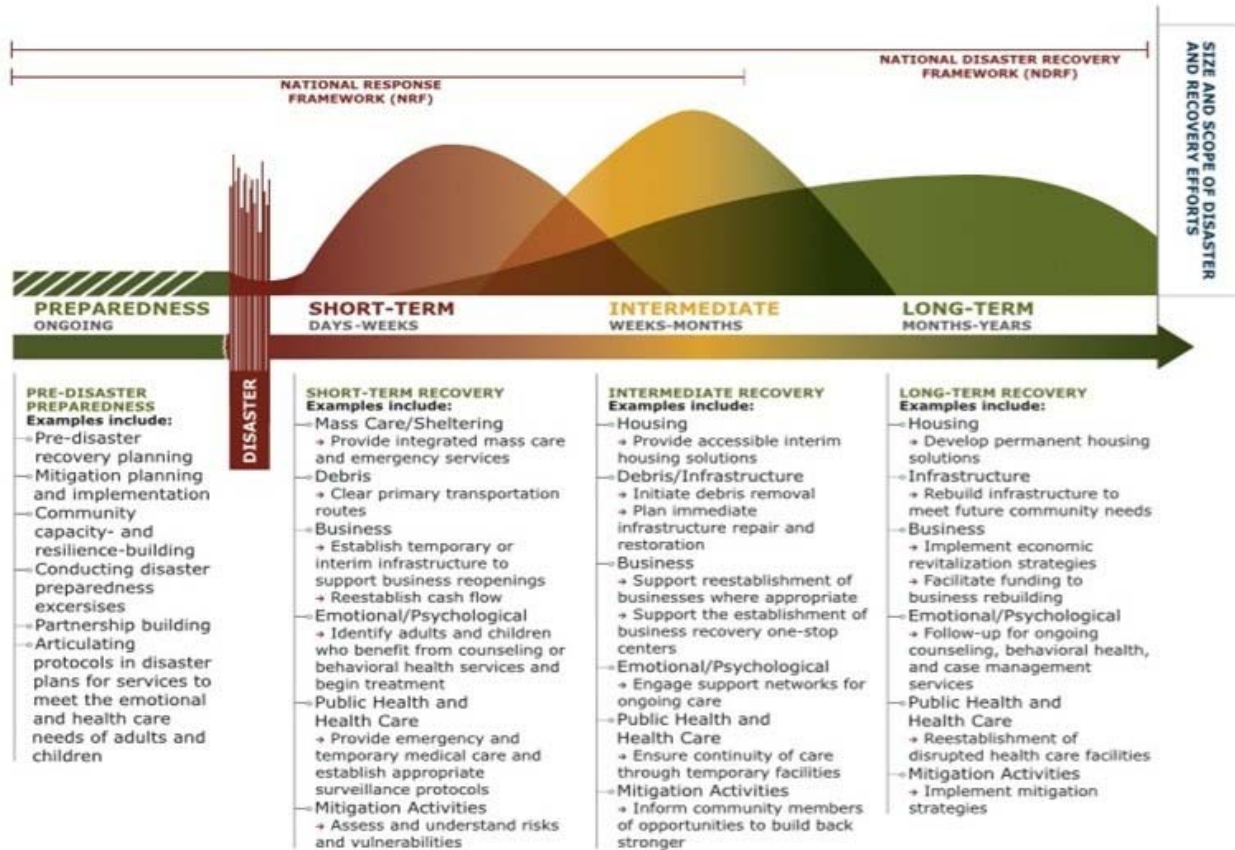 NATIONAL DISASTER RECOVERY
FRAMEWORK (NDRF)
NATIONAL RESPONSE
FRAMEWORK (NRF)
SIZE AND SCOPE OF DISASTER
AND RECOVERY EFFORTS
PREPAREDNESS
ONGOING
SHORT-TERM
DAYS-WEEKS
INTERMEDIATE
WEEKS-MONTHS
LONG-TERM
MONTHS-YEARS
DISASTER
PRE-DISASTER
PREPAREDNESS
Examples include:
Pre-disaster
recovery planning
Mitigation planning
and implementation
Community
capacity- and
resilience-building
Conducting disaster
preparedness
excersises
Partnership building
Articulating
protocols in disaster
plans for services to
meet the emotional
and health care
needs of adults and
children
SHORT-TERM RECOVERY
Examples include:
Mass Care/Sheltering
→ Provide integrated mass care
and emergency services
Debris
→ Clear primary transportation
routes
Business
→ Establish temporary or
interim infrastructure to
support business reopenings
→ Reestablish cash flow
Emotional/Psychological
→ Identify adults and children
who benefit from counseling or
behavioral health services and
begin treatment
Public Health and
Health Care
→ Provide emergency and
temporary medical care and
establish appropriate
surveillance protocols
Mitigation Activities
→ Assess and understand risks
and vulnerabilities
INTERMEDIATE RECOVERY
Examples include:
Housing
→ Provide accessible interim
housing solutions
Debris/Infrastructure
→ Initiate debris removal
→ Plan immediate
infrastructure repair and
restoration
Business
→ Support reestablishment of
businesses where appropriate
→ Support the establishment of
business recovery one-stop
centers
Emotional/Psychological
→ Engage support networks for
ongoing care
Public Health and
Health Care
→ Ensure continuity of care
through temporary facilities
Mitigation Activities
→ Inform community members
of opportunities to build back
stronger
LONG-TERM RECOVERY
Examples include:
Housing
→ Develop permanent housing
solutions
Infrastructure
→ Rebuild infrastructure to
meet future community needs
Business
→ Implement economic
revitalization strategies
→ Facilitate funding to
business rebuilding
Emotional/Psychological
→ Follow-up for ongoing
counseling, behavioral health,
and case management
services
Public Health and
Health Care
→ Reestablishment of
disrupted health care facilities
Mitigation Activities
→ Implement mitigation
strategies